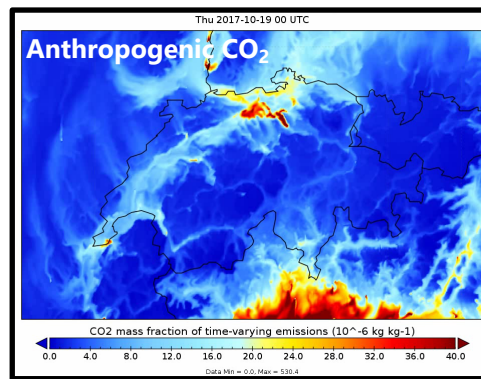 Thu 2017-10-19 00 UTC
Anthropogenic CO₂
CO2 mass fraction of time-varying emissions (10^-6 kg kg-1)
0.0 4.0 8.0 12.0 16.0 20.0 24.0 28.0 32.0 36.0 40.0
Data Min = 0.0, Max = 530.4